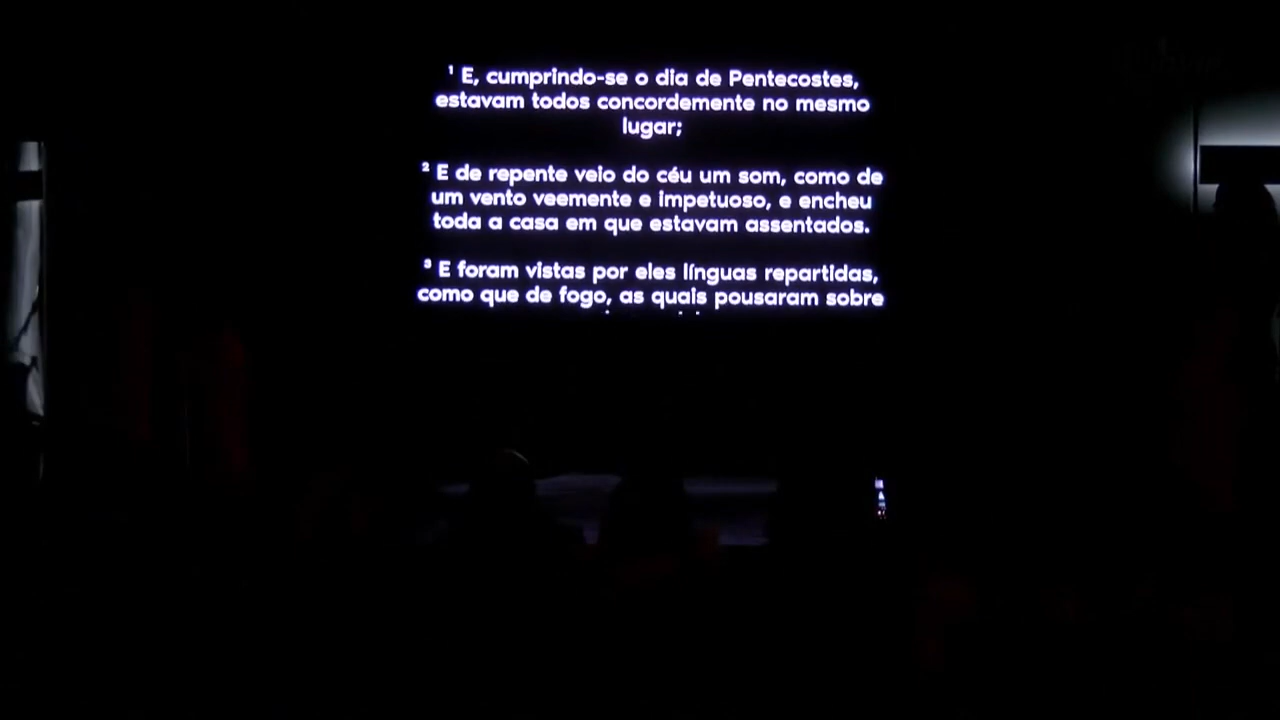 ¹ E, cumprindo-se o dia de Pentecostes,
estavam todos concordemente no mesmo
lugar;
² E de repente veio do céu um som, como de
um vento veemente e impetuoso, e encheu
toda a casa em que estavam assentados.
³ E foram vistas por eles línguas repartidas,
como que de fogo, as quais pousaram sobre